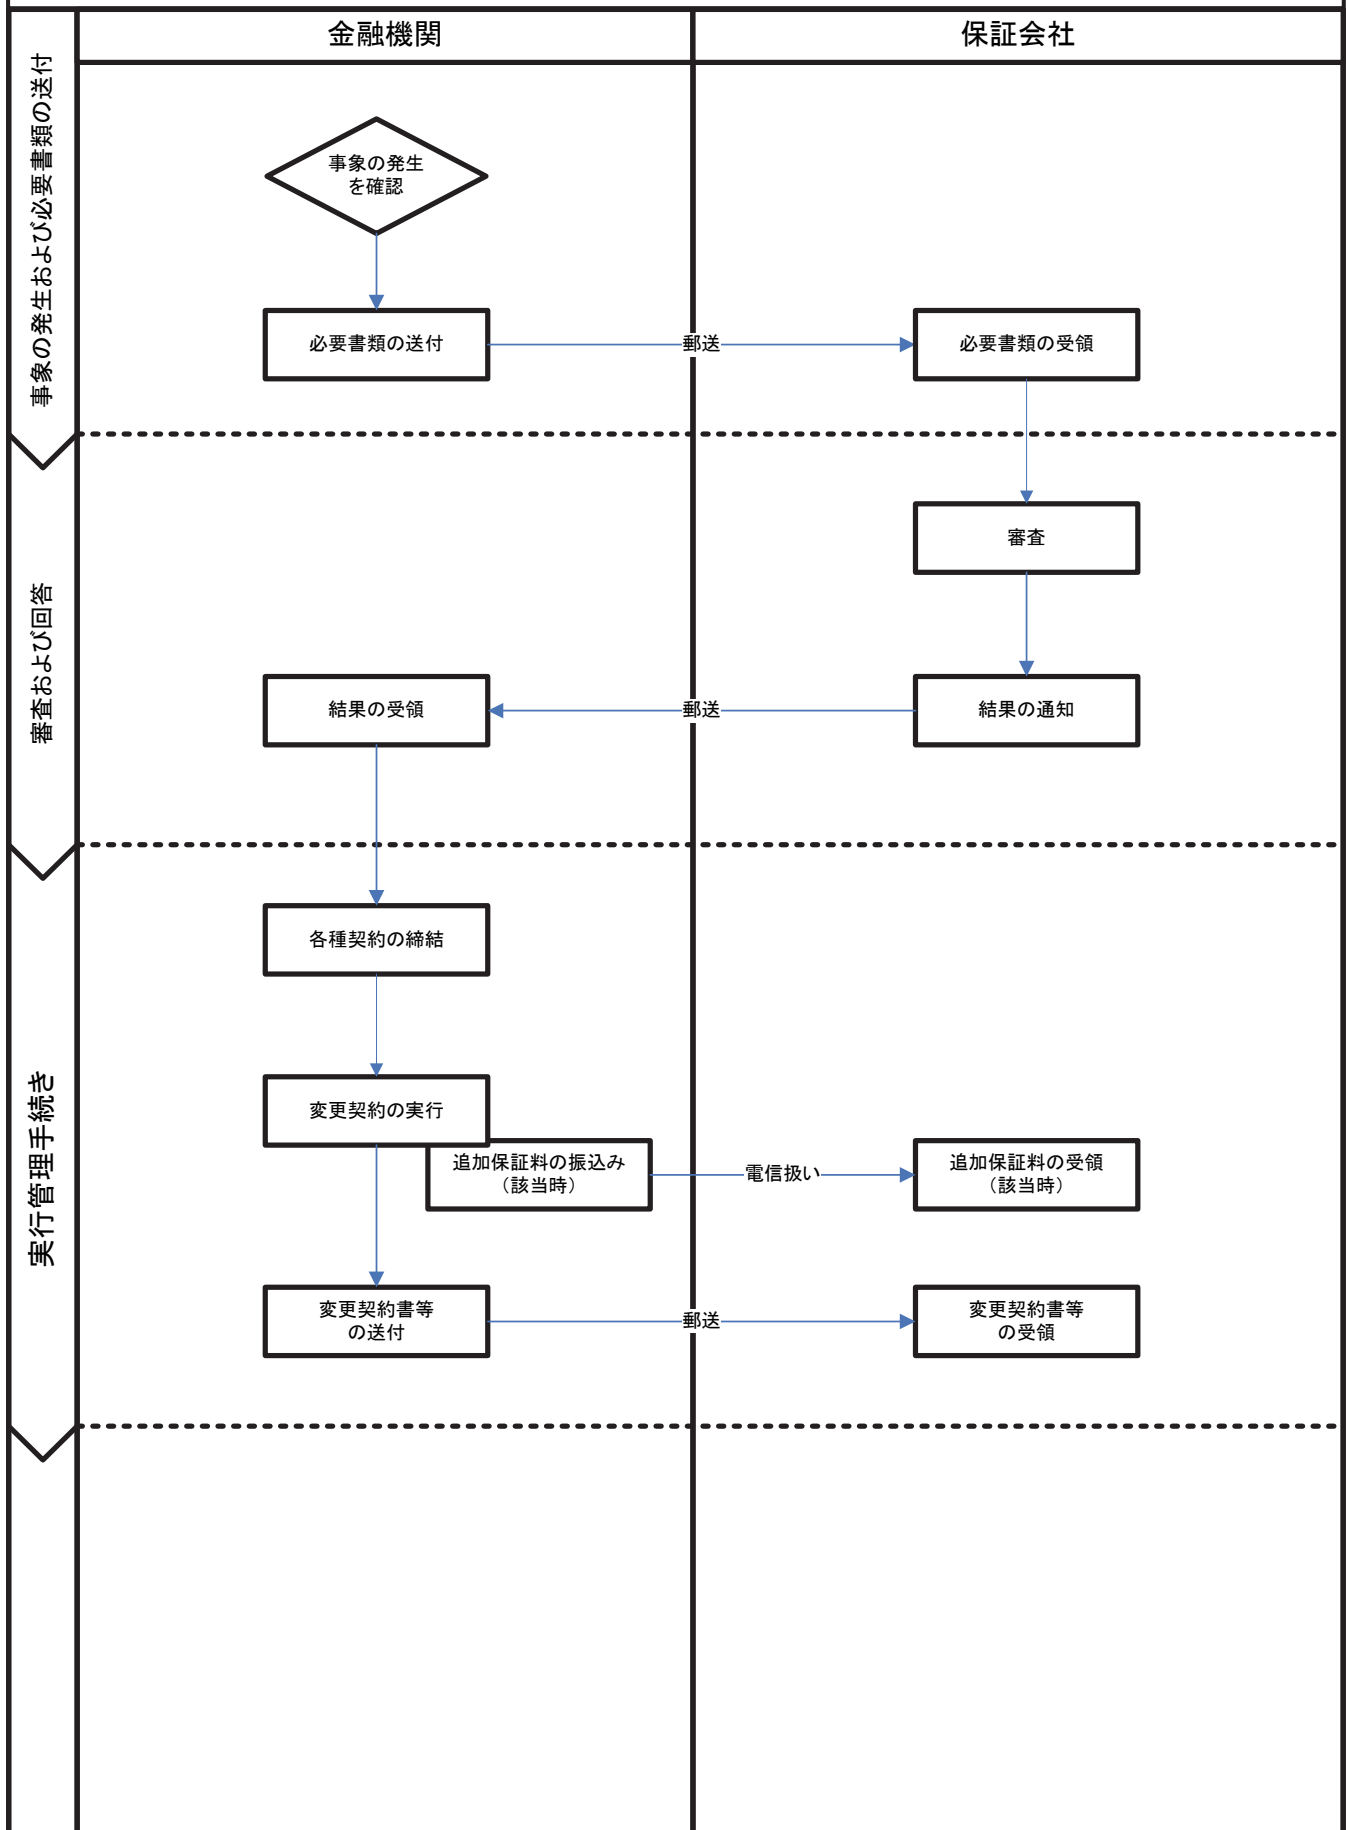 金融機関
保証会社
事象の発生および必要書類の送付
事象の発生
を確認
必要書類の送付
郵送
必要書類の受領
審査および回答
審査
結果の受領
郵送
結果の通知
実行管理手続き
各種契約の締結
変更契約の実行
追加保証料の振込み
（該当時）
電信扱い
追加保証料の受領
（該当時）
変更契約書等
の送付
郵送
変更契約書等
の受領